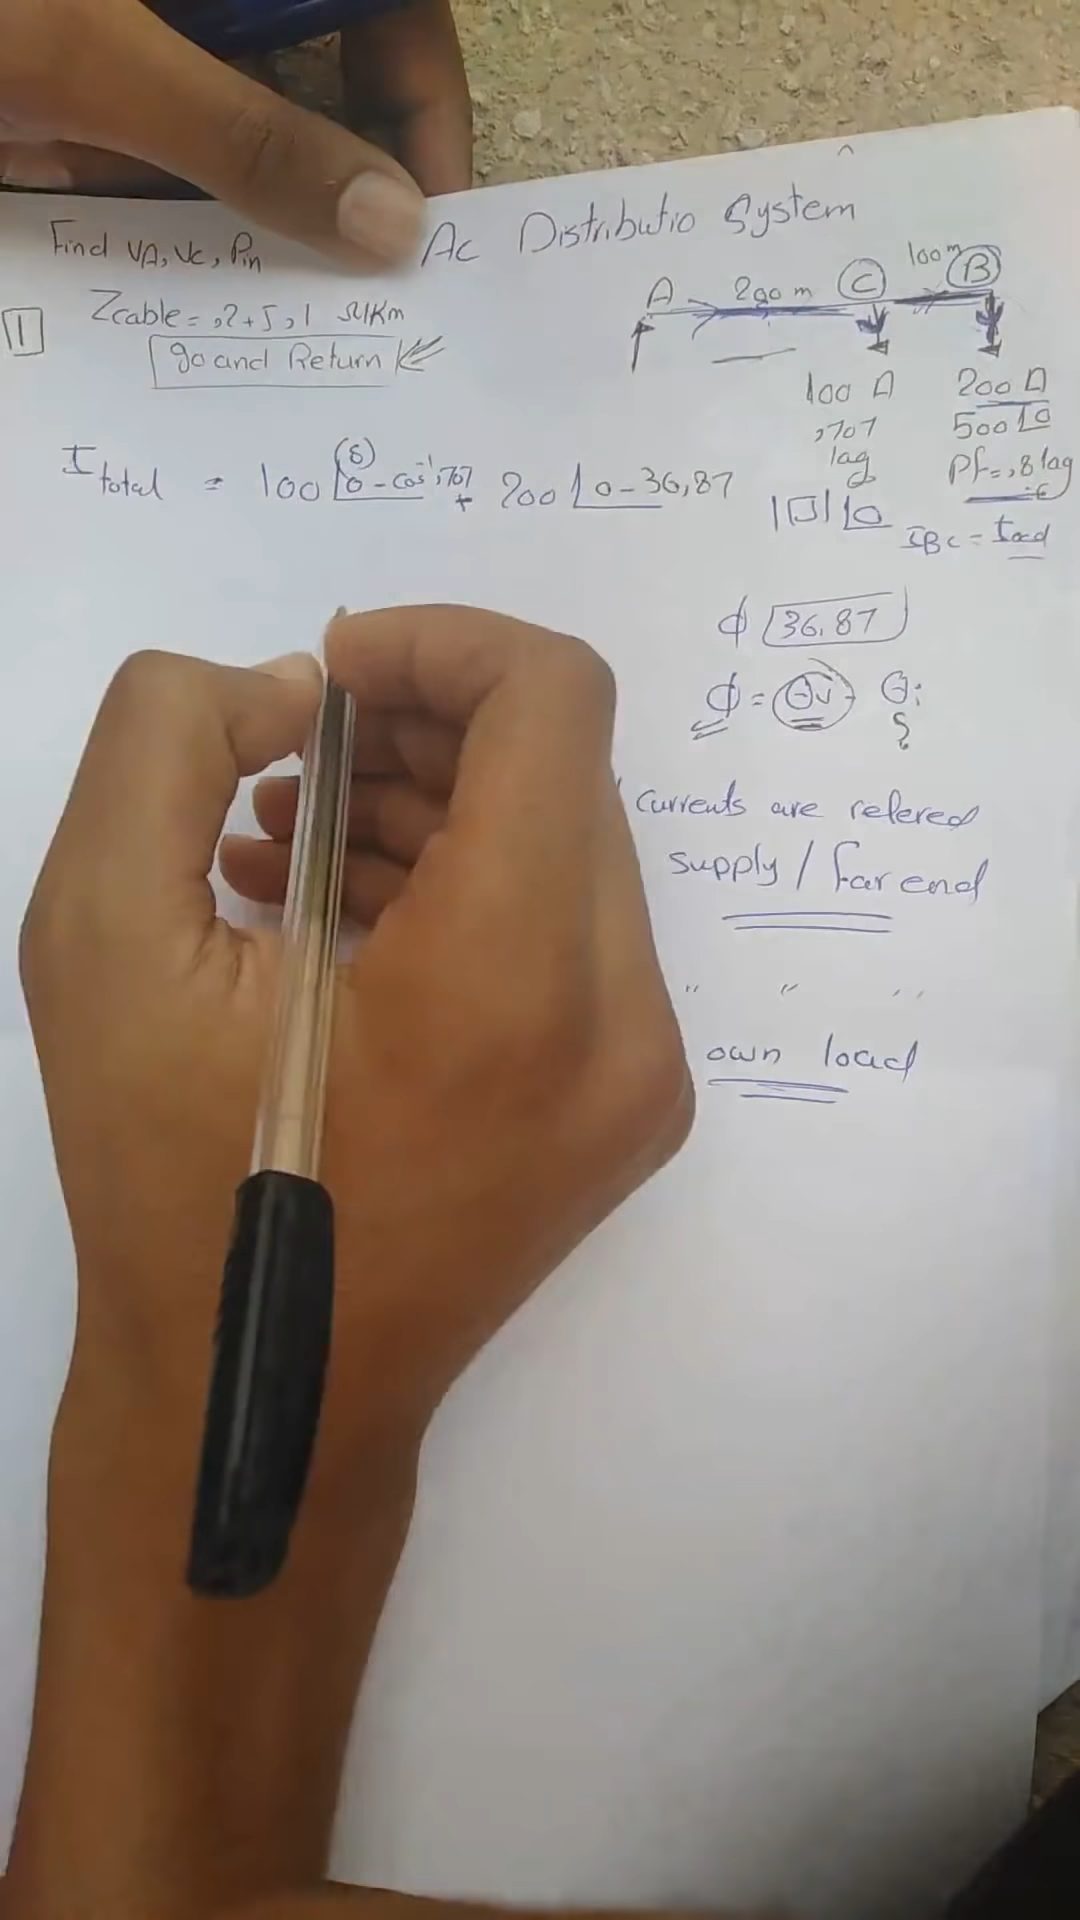 Ac Distributio System
Find VA, Vc, Pin
1
Zcable = ,2 + J,1 Ω/Km
go and Return
A 200 m C 100m B
100 A
,707
lag
200 A
500∠0
Pf=,8 lag
IBC = Iload
I total = 100∠0 - cos⁻¹,707 + 200∠0-36,87
(δ)
|V|∠0
φ 36.87
φ = θv - θi
?
Currents are refered
supply / Far end
" " "
own load